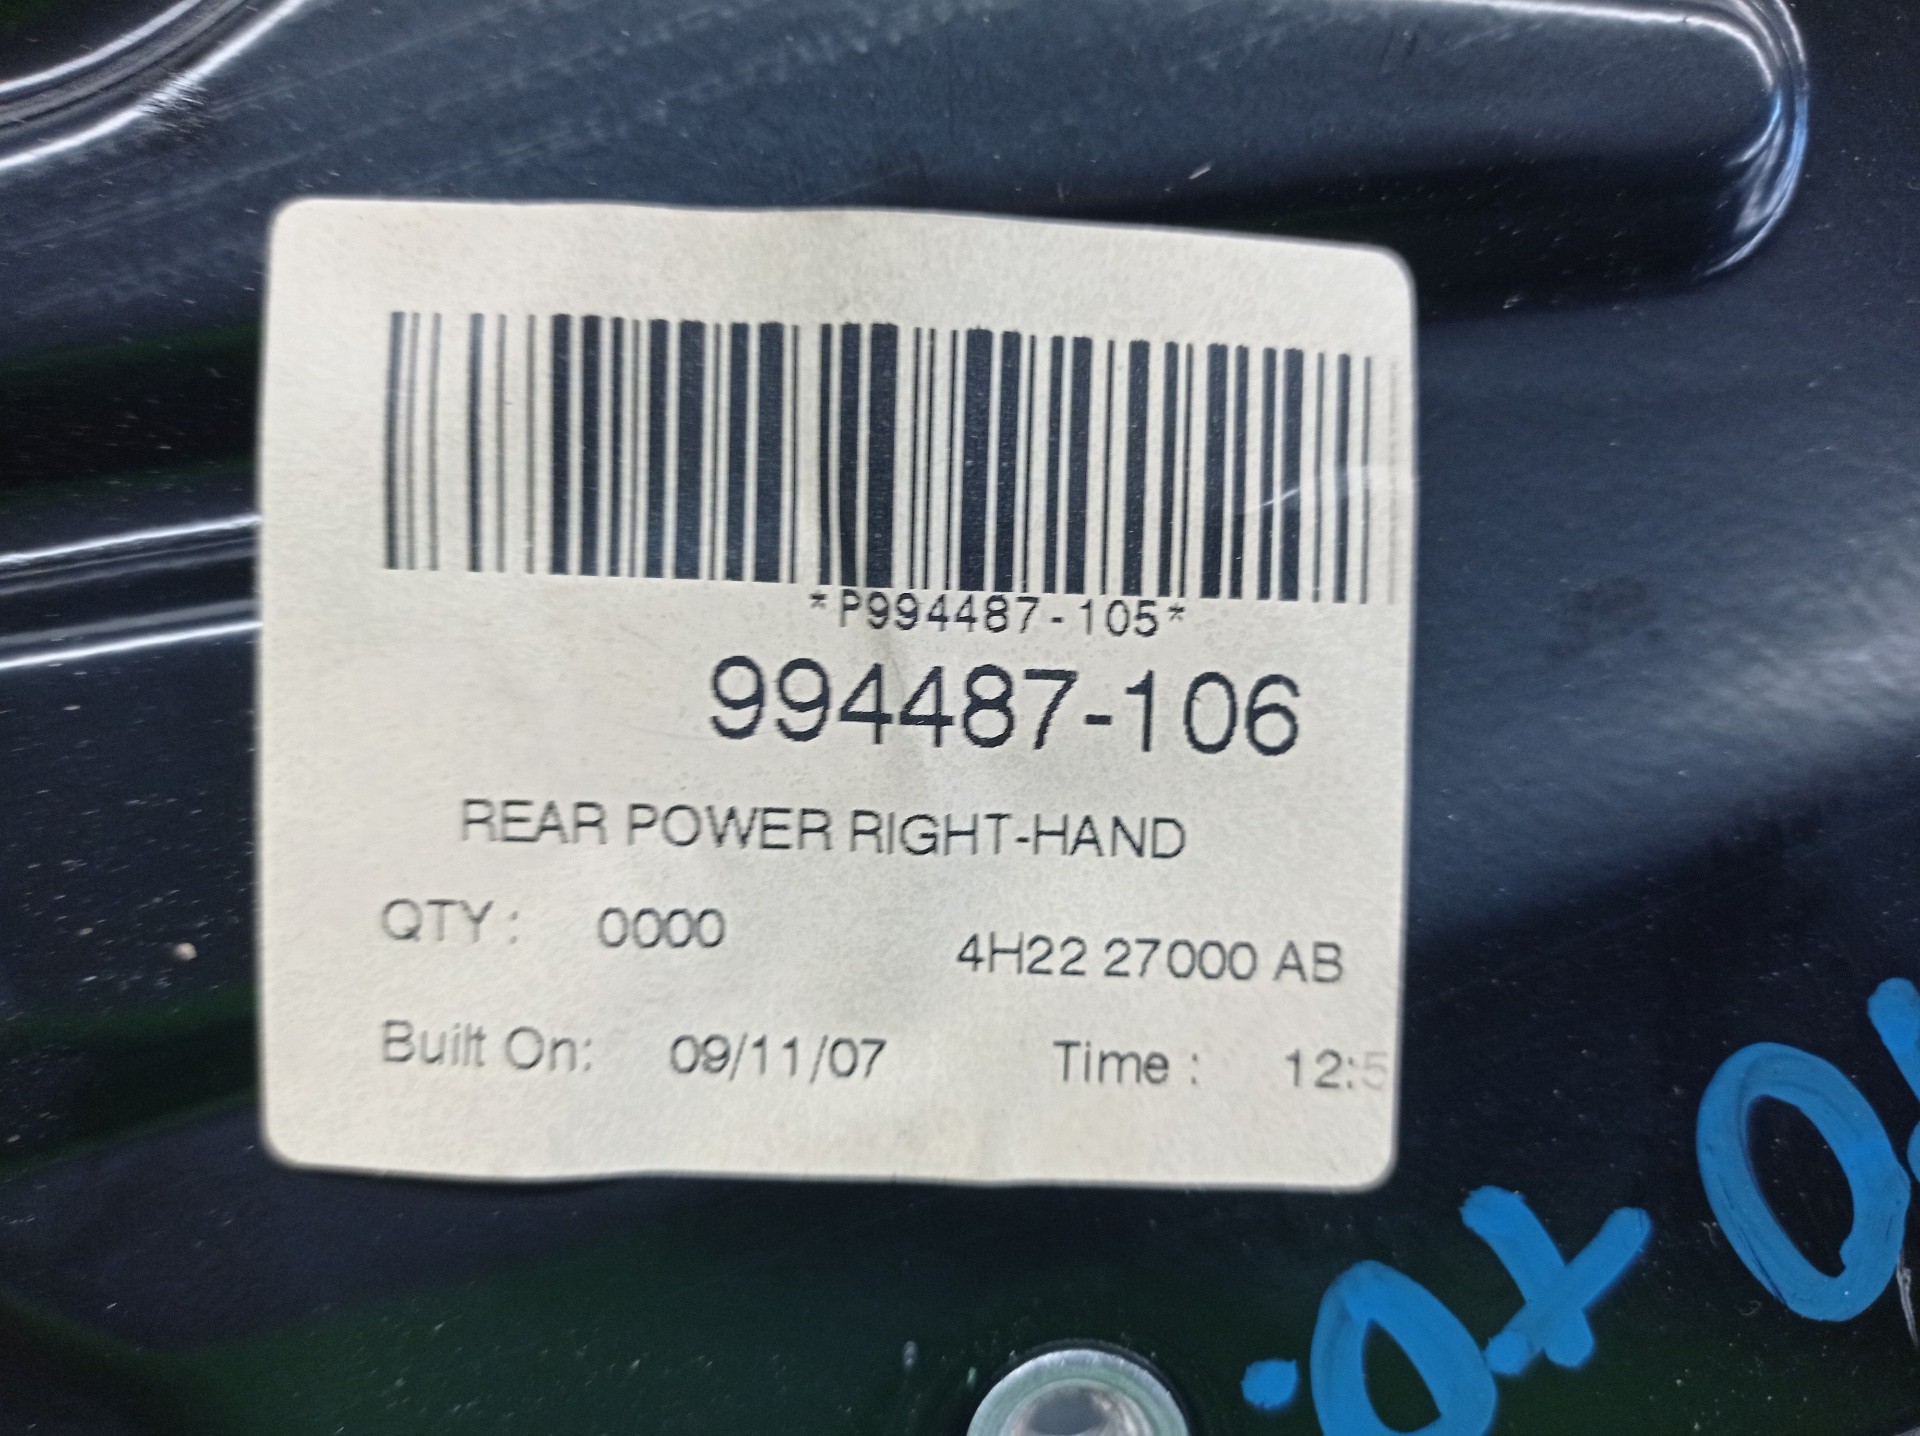 *P994487-105*
994487-106
REAR POWER RIGHT-HAND
QTY: 0000 4H22 27000 AB
Built On: 09/11/07 Time: 12:5